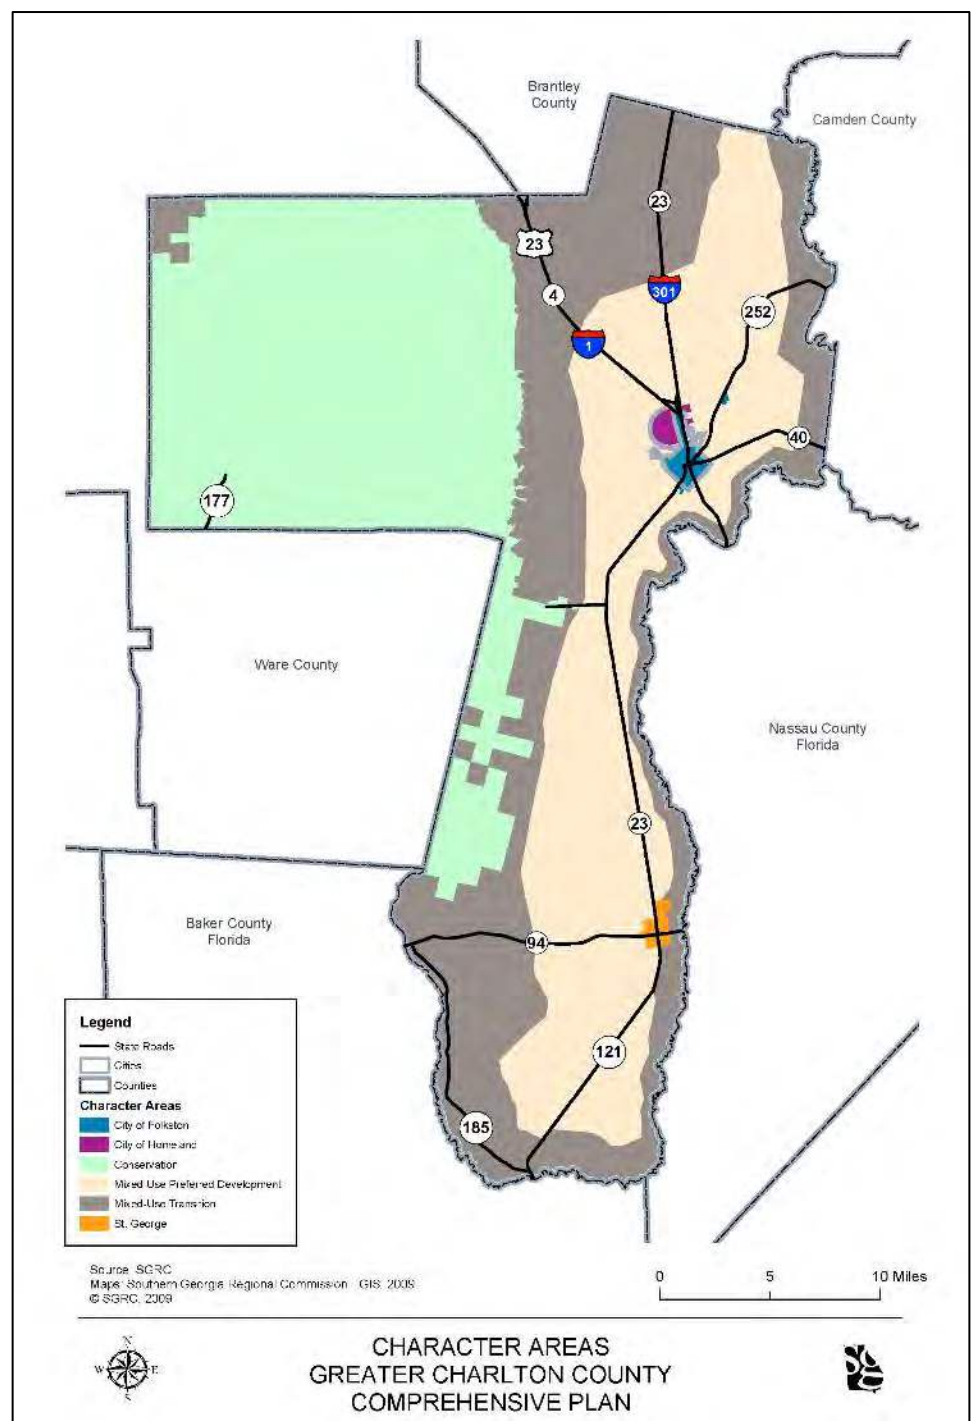 Brantley
County
Camden County
23
23
301
4
252
1
40
177
Ware County
Nassau County
Florida
23
Baker County
Florida
94
121
185
Legend
State Roads
Cities
Counties
Character Areas
City of Folkston
City of Homeland
Conservation
Mixed Use Preferred Development
Mixed-Use Transition
St. George
Source: SGRC
Maps: Southern Georgia Regional Commission GIS, 2009
© SGRC, 2009
0 5 10 Miles
N
W E
S
CHARACTER AREAS
GREATER CHARLTON COUNTY
COMPREHENSIVE PLAN